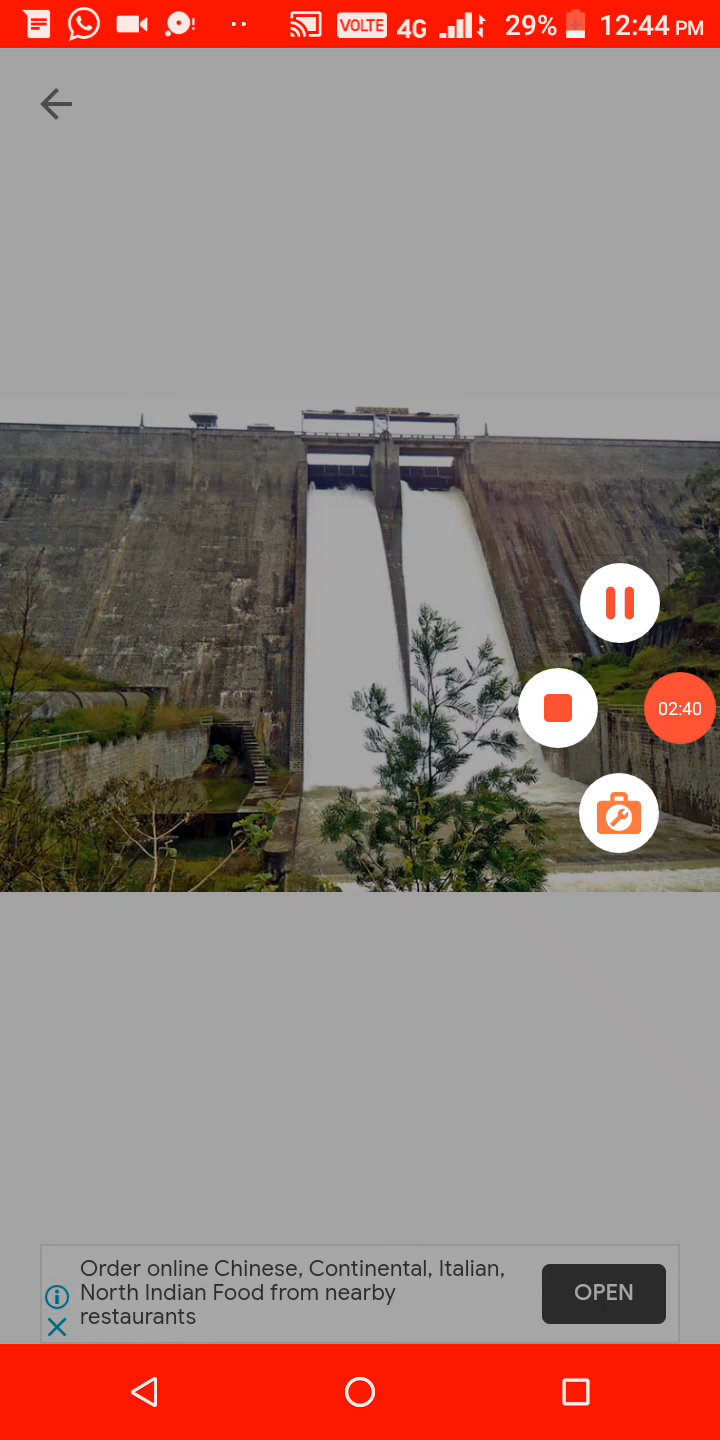 VOLTE 4G 29% 12:44 PM
02:40
Order online Chinese, Continental, Italian,
North Indian Food from nearby
restaurants
OPEN